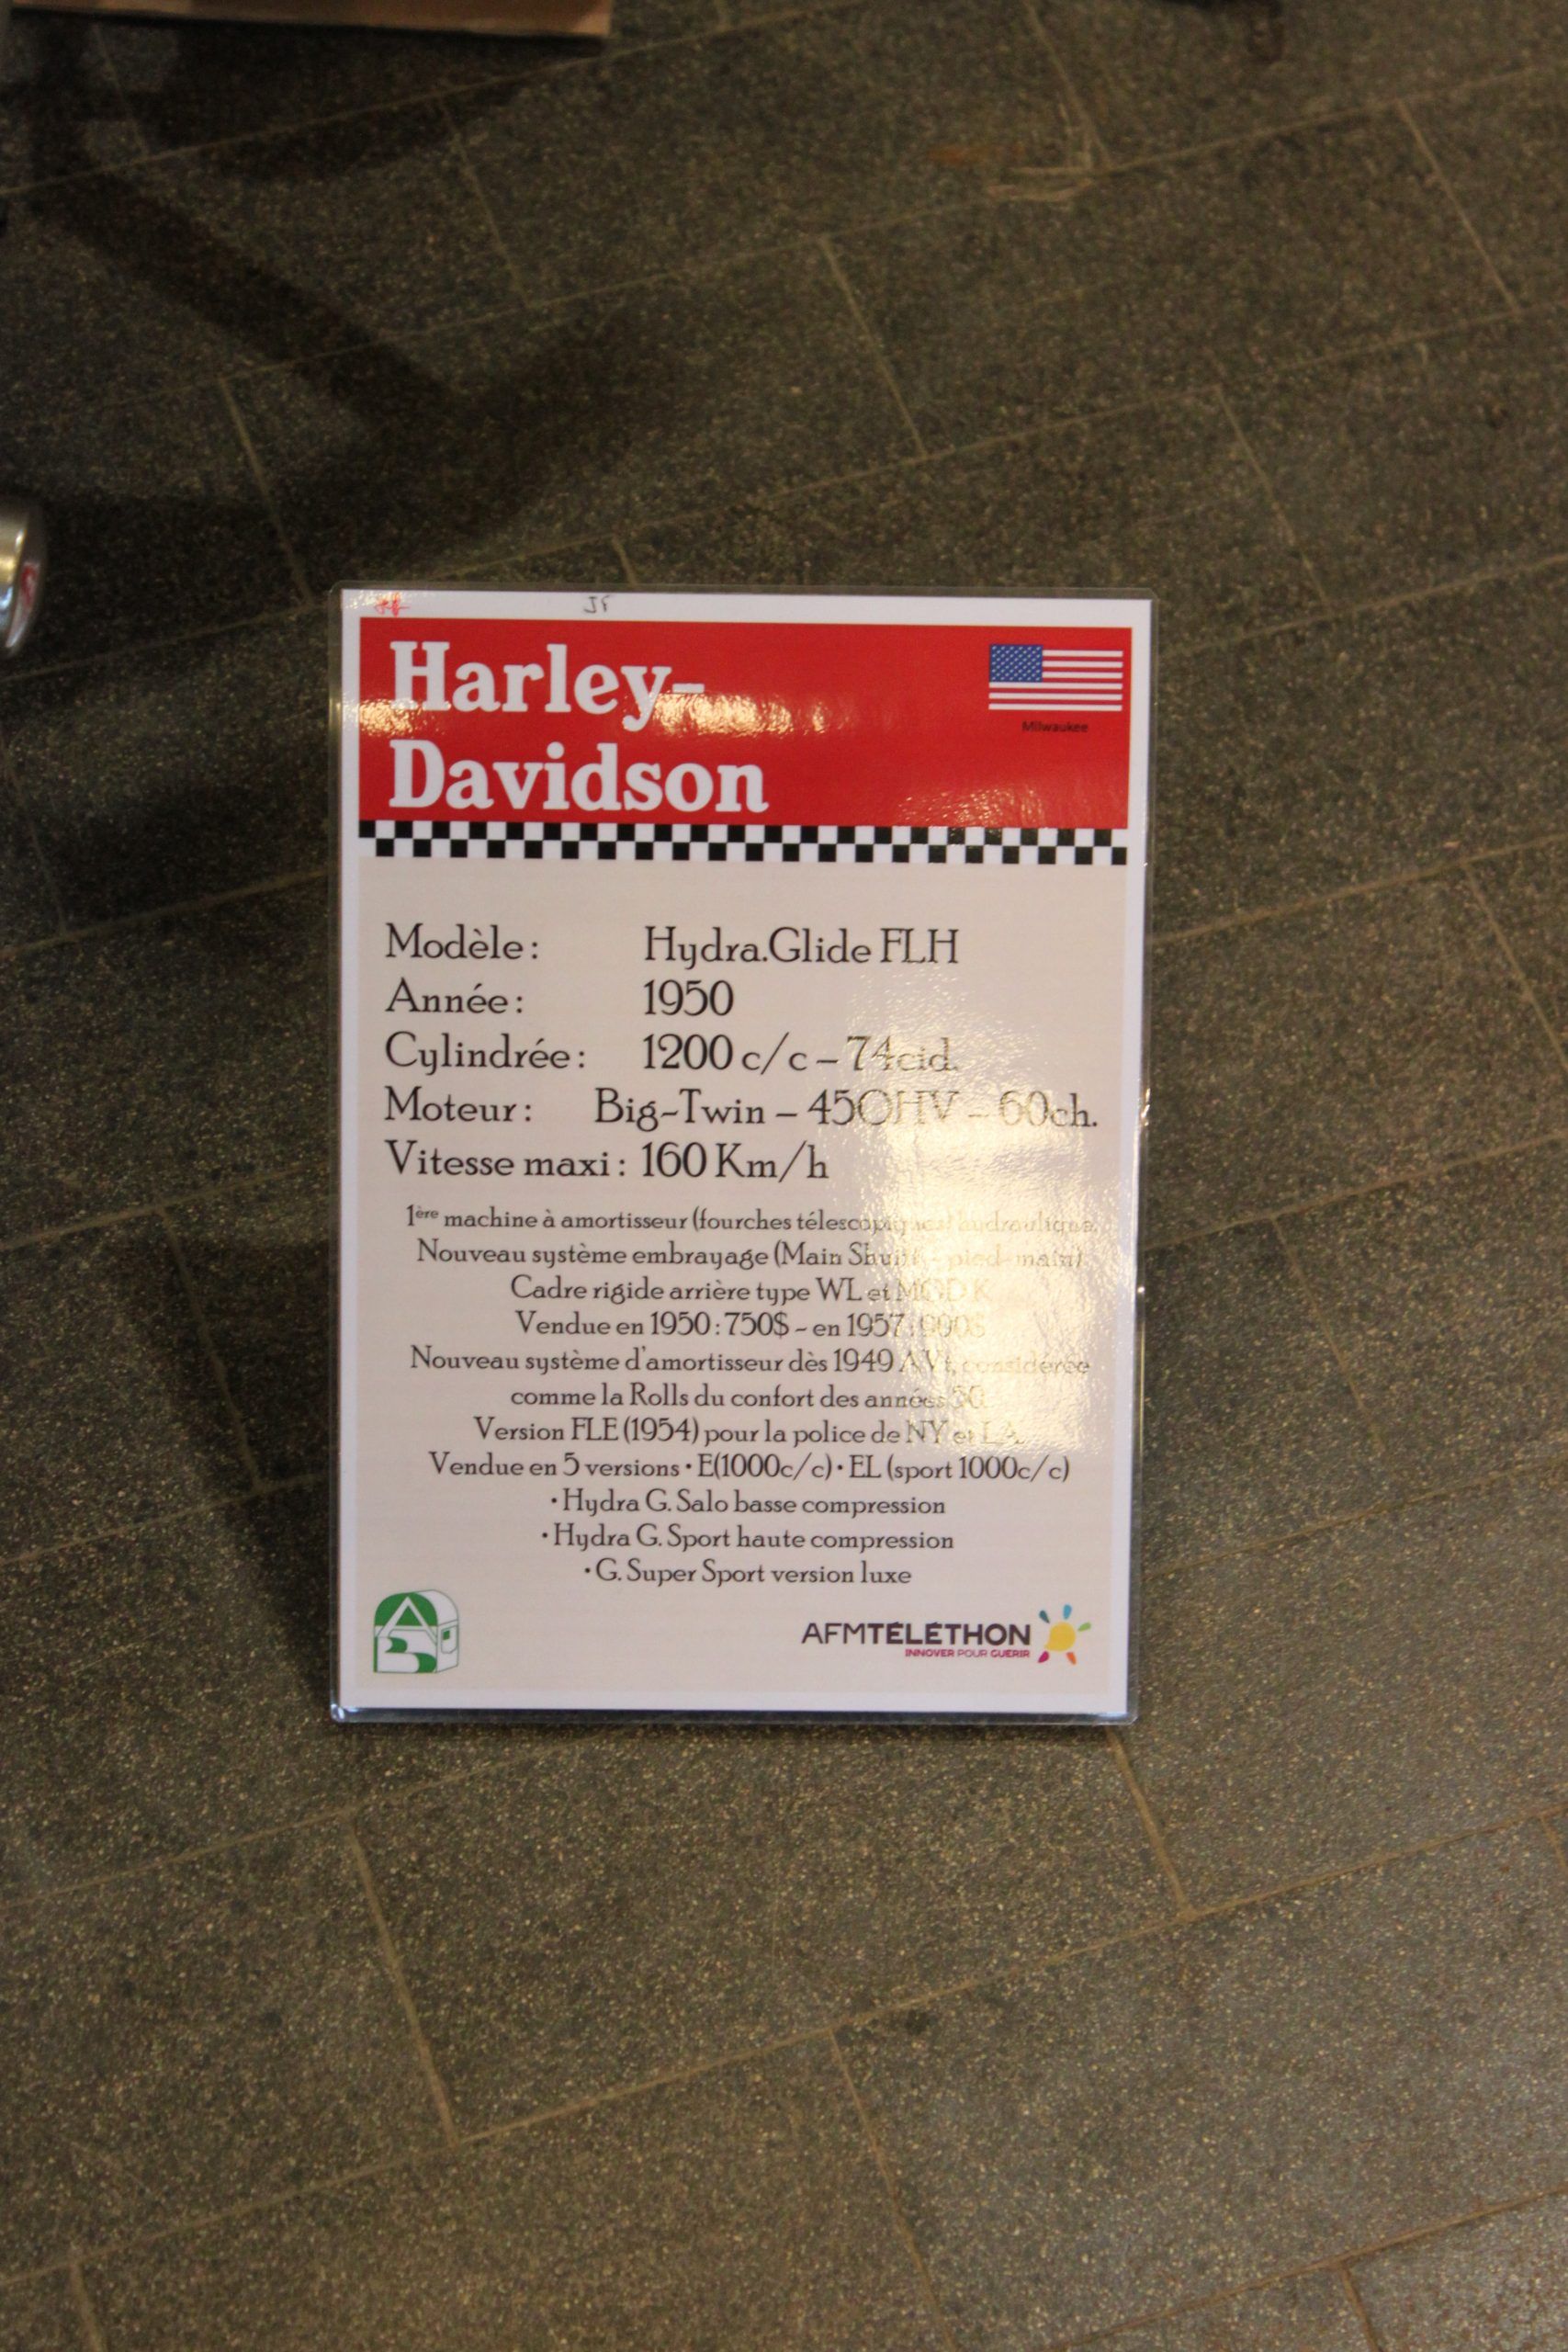 Harley-
Davidson
Milwaukee
Modèle : Hydra.Glide FLH
Année : 1950
Cylindrée : 1200 c/c – 74cid.
Moteur : Big-Twin – 45OHV – 60ch.
Vitesse maxi : 160 Km/h
1ère machine à amortisseur (fourches télescopiques) hydraulique.
Nouveau système embrayage (Main - pied-main)
Cadre rigide arrière type WL et MOD K
Vendue en 1950 : 750$ - en 1957 : 900$
Nouveau système d'amortisseur dès 1949 AVt, considérée
comme la Rolls du confort des années 50
Version FLE (1954) pour la police de NY et LA
Vendue en 5 versions • E(1000c/c) • EL (sport 1000c/c)
• Hydra G. Salo basse compression
• Hydra G. Sport haute compression
• G. Super Sport version luxe
AFMTÉLÉTHON
INNOVER POUR GUÉRIR